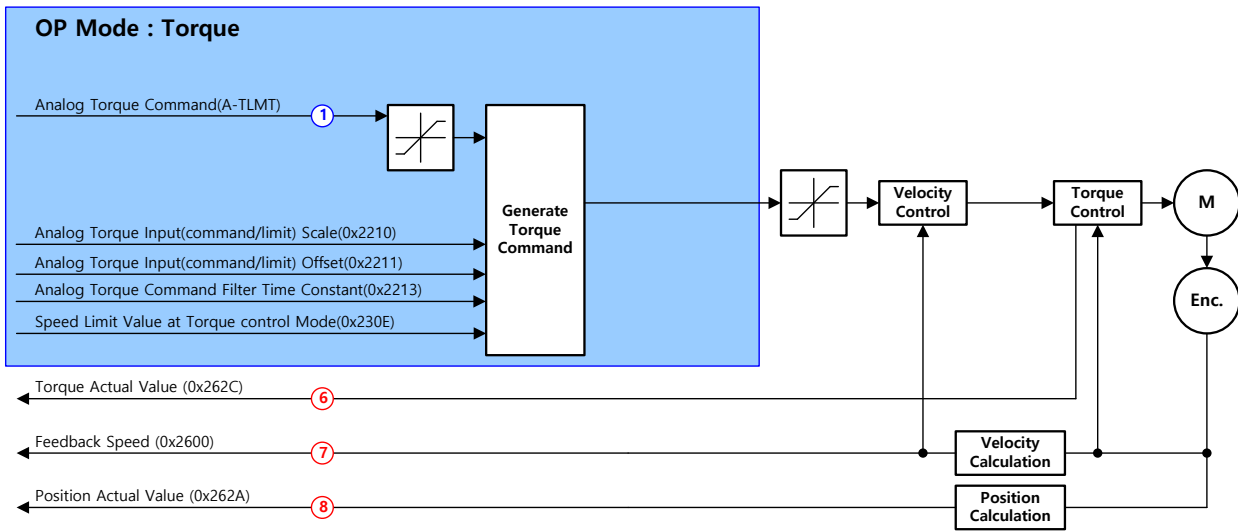 OP Mode : Torque
Analog Torque Command(A-TLMT)
1
Generate
Torque
Command
Analog Torque Input(command/limit) Scale(0x2210)
Analog Torque Input(command/limit) Offset(0x2211)
Analog Torque Command Filter Time Constant(0x2213)
Speed Limit Value at Torque control Mode(0x230E)
Velocity
Control
Torque
Control
M
Enc.
Torque Actual Value (0x262C)
6
Feedback Speed (0x2600)
7
Velocity
Calculation
Position Actual Value (0x262A)
8
Position
Calculation